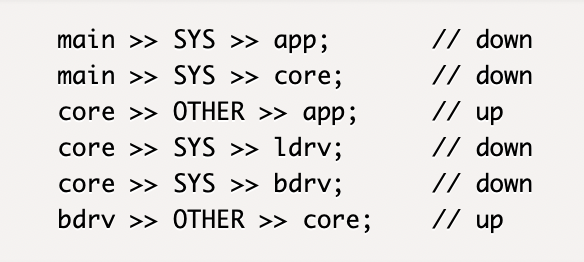 main >> SYS >> app;      // down
main >> SYS >> core;     // down
core >> OTHER >> app;    // up
core >> SYS >> ldrv;     // down
core >> SYS >> bdrv;     // down
bdrv >> OTHER >> core;   // up